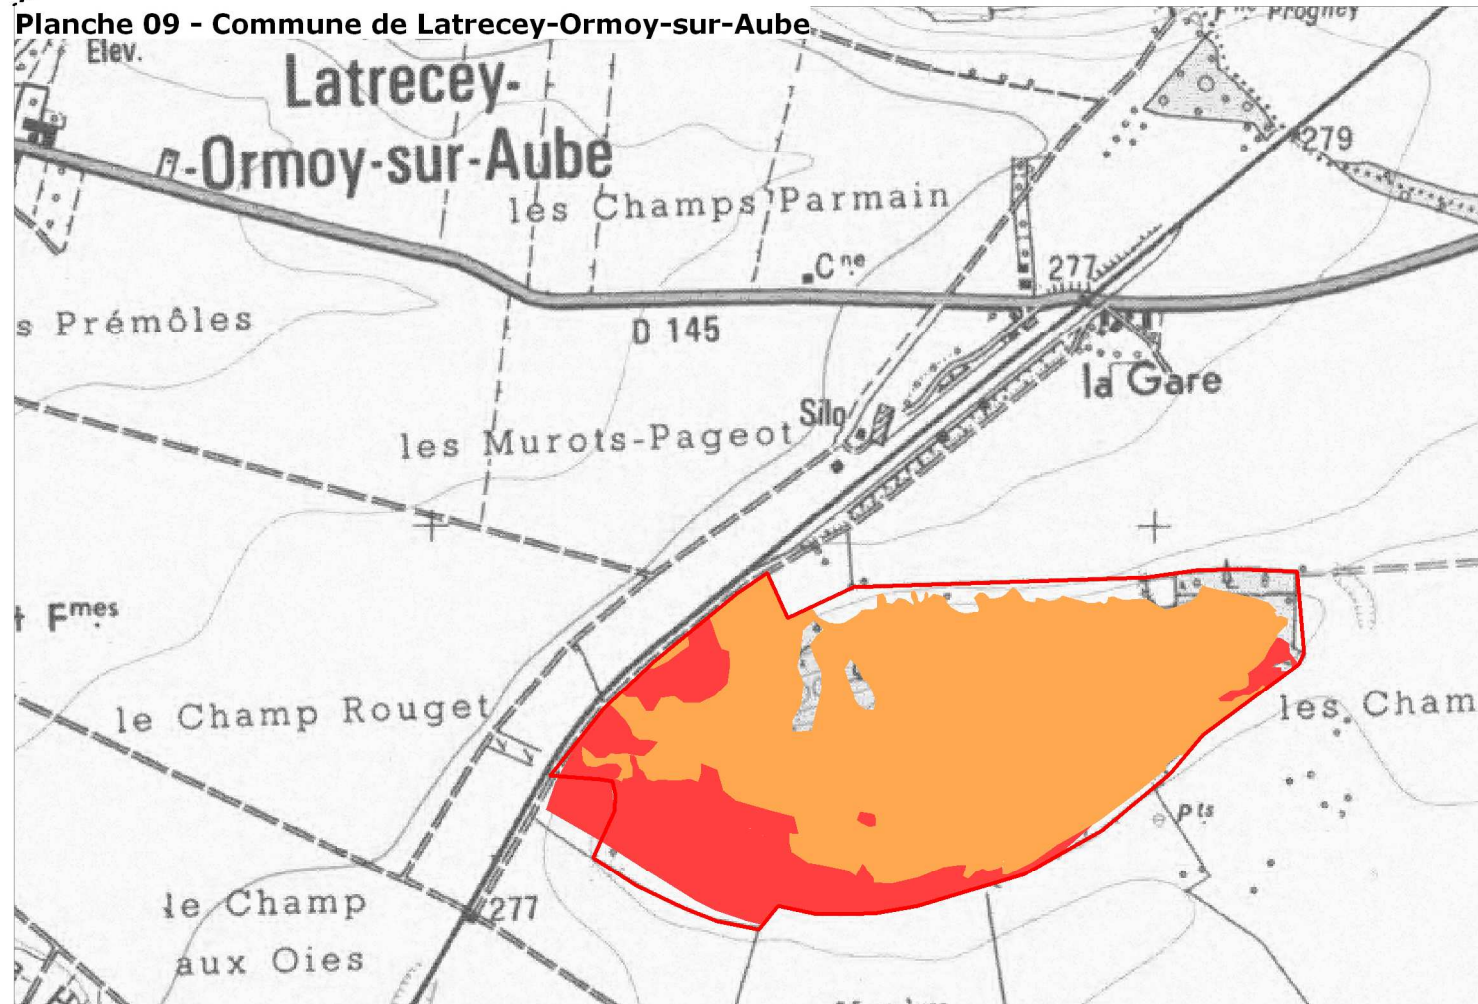 Planche 09 - Commune de Latrecey-Ormoy-sur-Aube
Elev.
Progney
Latrecey-
-Ormoy-sur-Aube
279
les Champs Parmain
Cne
277
s Prémôles
D 145
la Gare
Silo
les Murots-Pageot
t Fmes
le Champ Rouget
les Cham
Pts
le Champ
aux Oies
277